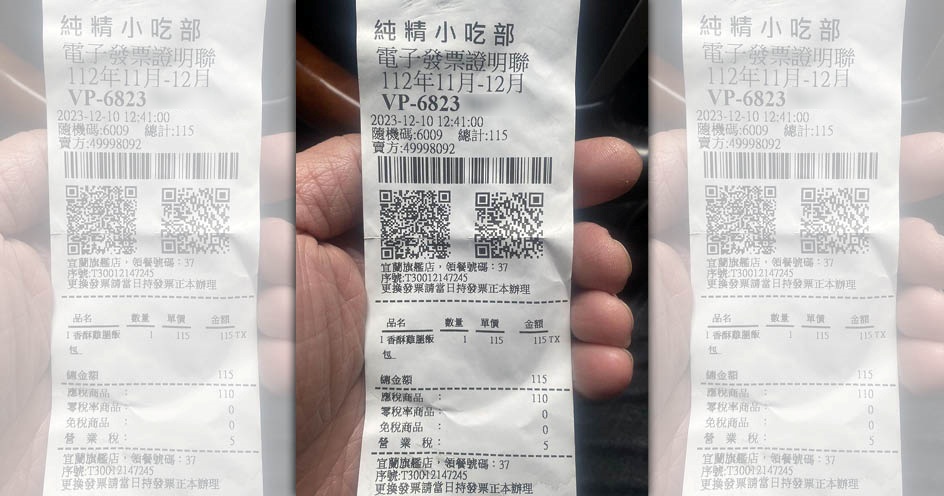 純精小吃部
電子發票證明聯
112年11月-12月
VP-6823
2023-12-10 12:41:00
隨機碼:6009 總計:115
賣方:49998092
宜蘭旗艦店，領餐號碼：37
序號:T30012147245
更換發票請當日持發票正本辦理
品名 數量 單價 金額
1 香酥雞腿飯 1 115 115 TX
包
總金額 115
應稅商品： 110
零稅率商品： 0
免稅商品： 0
營業稅： 5
宜蘭旗艦店，領餐號碼：37
序號:T30012147245
更換發票請當日持發票正本辦理